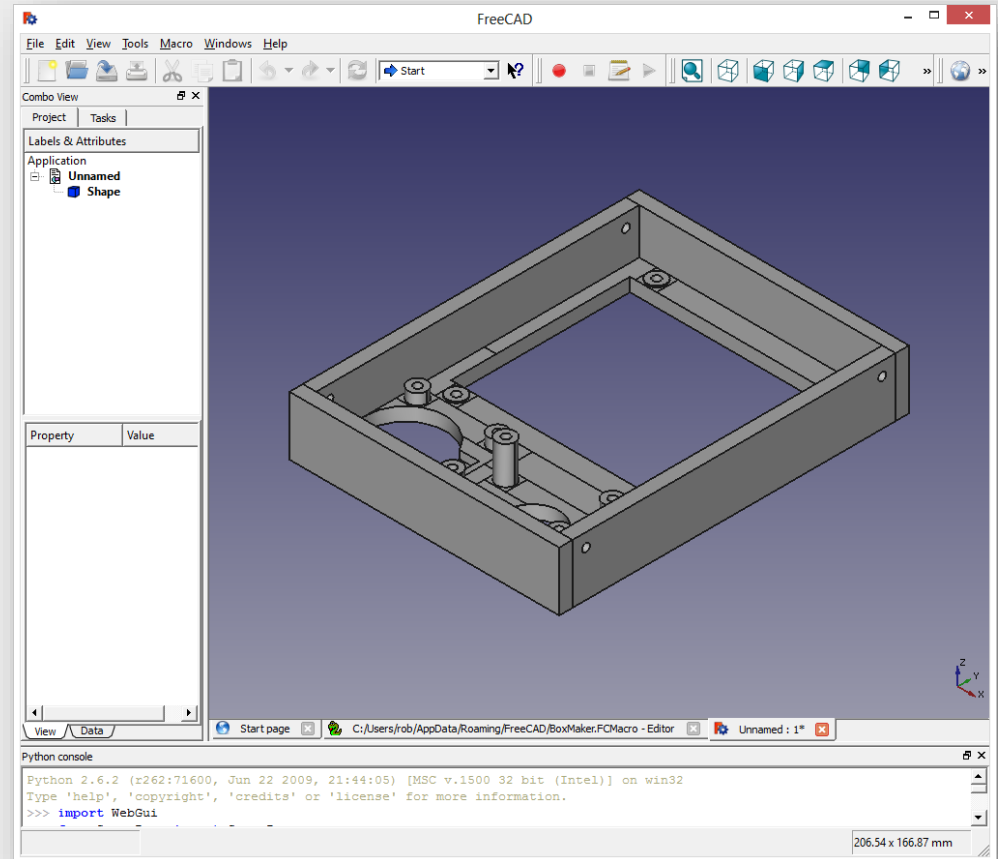 FreeCAD
File Edit View Tools Macro Windows Help
Start
Combo View
Project Tasks
Labels & Attributes
Application
Unnamed
Shape
Property Value
View Data
Z
Y
X
Start page C:/Users/rob/AppData/Roaming/FreeCAD/BoxMaker.FCMacro - Editor Unnamed : 1*
Python console
Python 2.6.2 (r262:71600, Jun 22 2009, 21:44:05) [MSC v.1500 32 bit (Intel)] on win32
Type 'help', 'copyright', 'credits' or 'license' for more information.
>>> import WebGui
206.54 x 166.87 mm